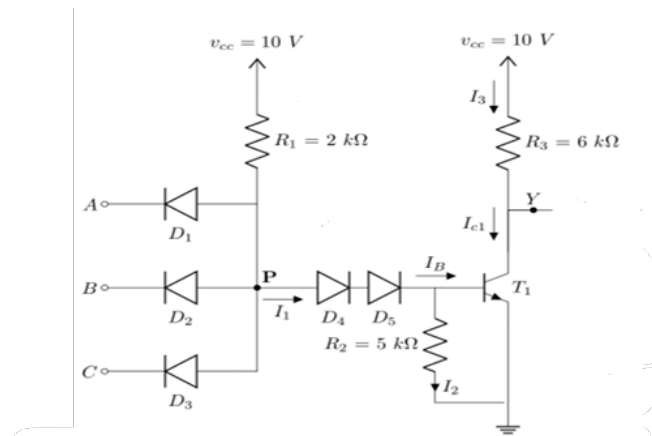 v_cc = 10 V
v_cc = 10 V
I_3
R_1 = 2 kΩ
R_3 = 6 kΩ
A
D_1
Y
I_c1
B
D_2
P
I_1
D_4
D_5
I_B
T_1
R_2 = 5 kΩ
C
D_3
I_2